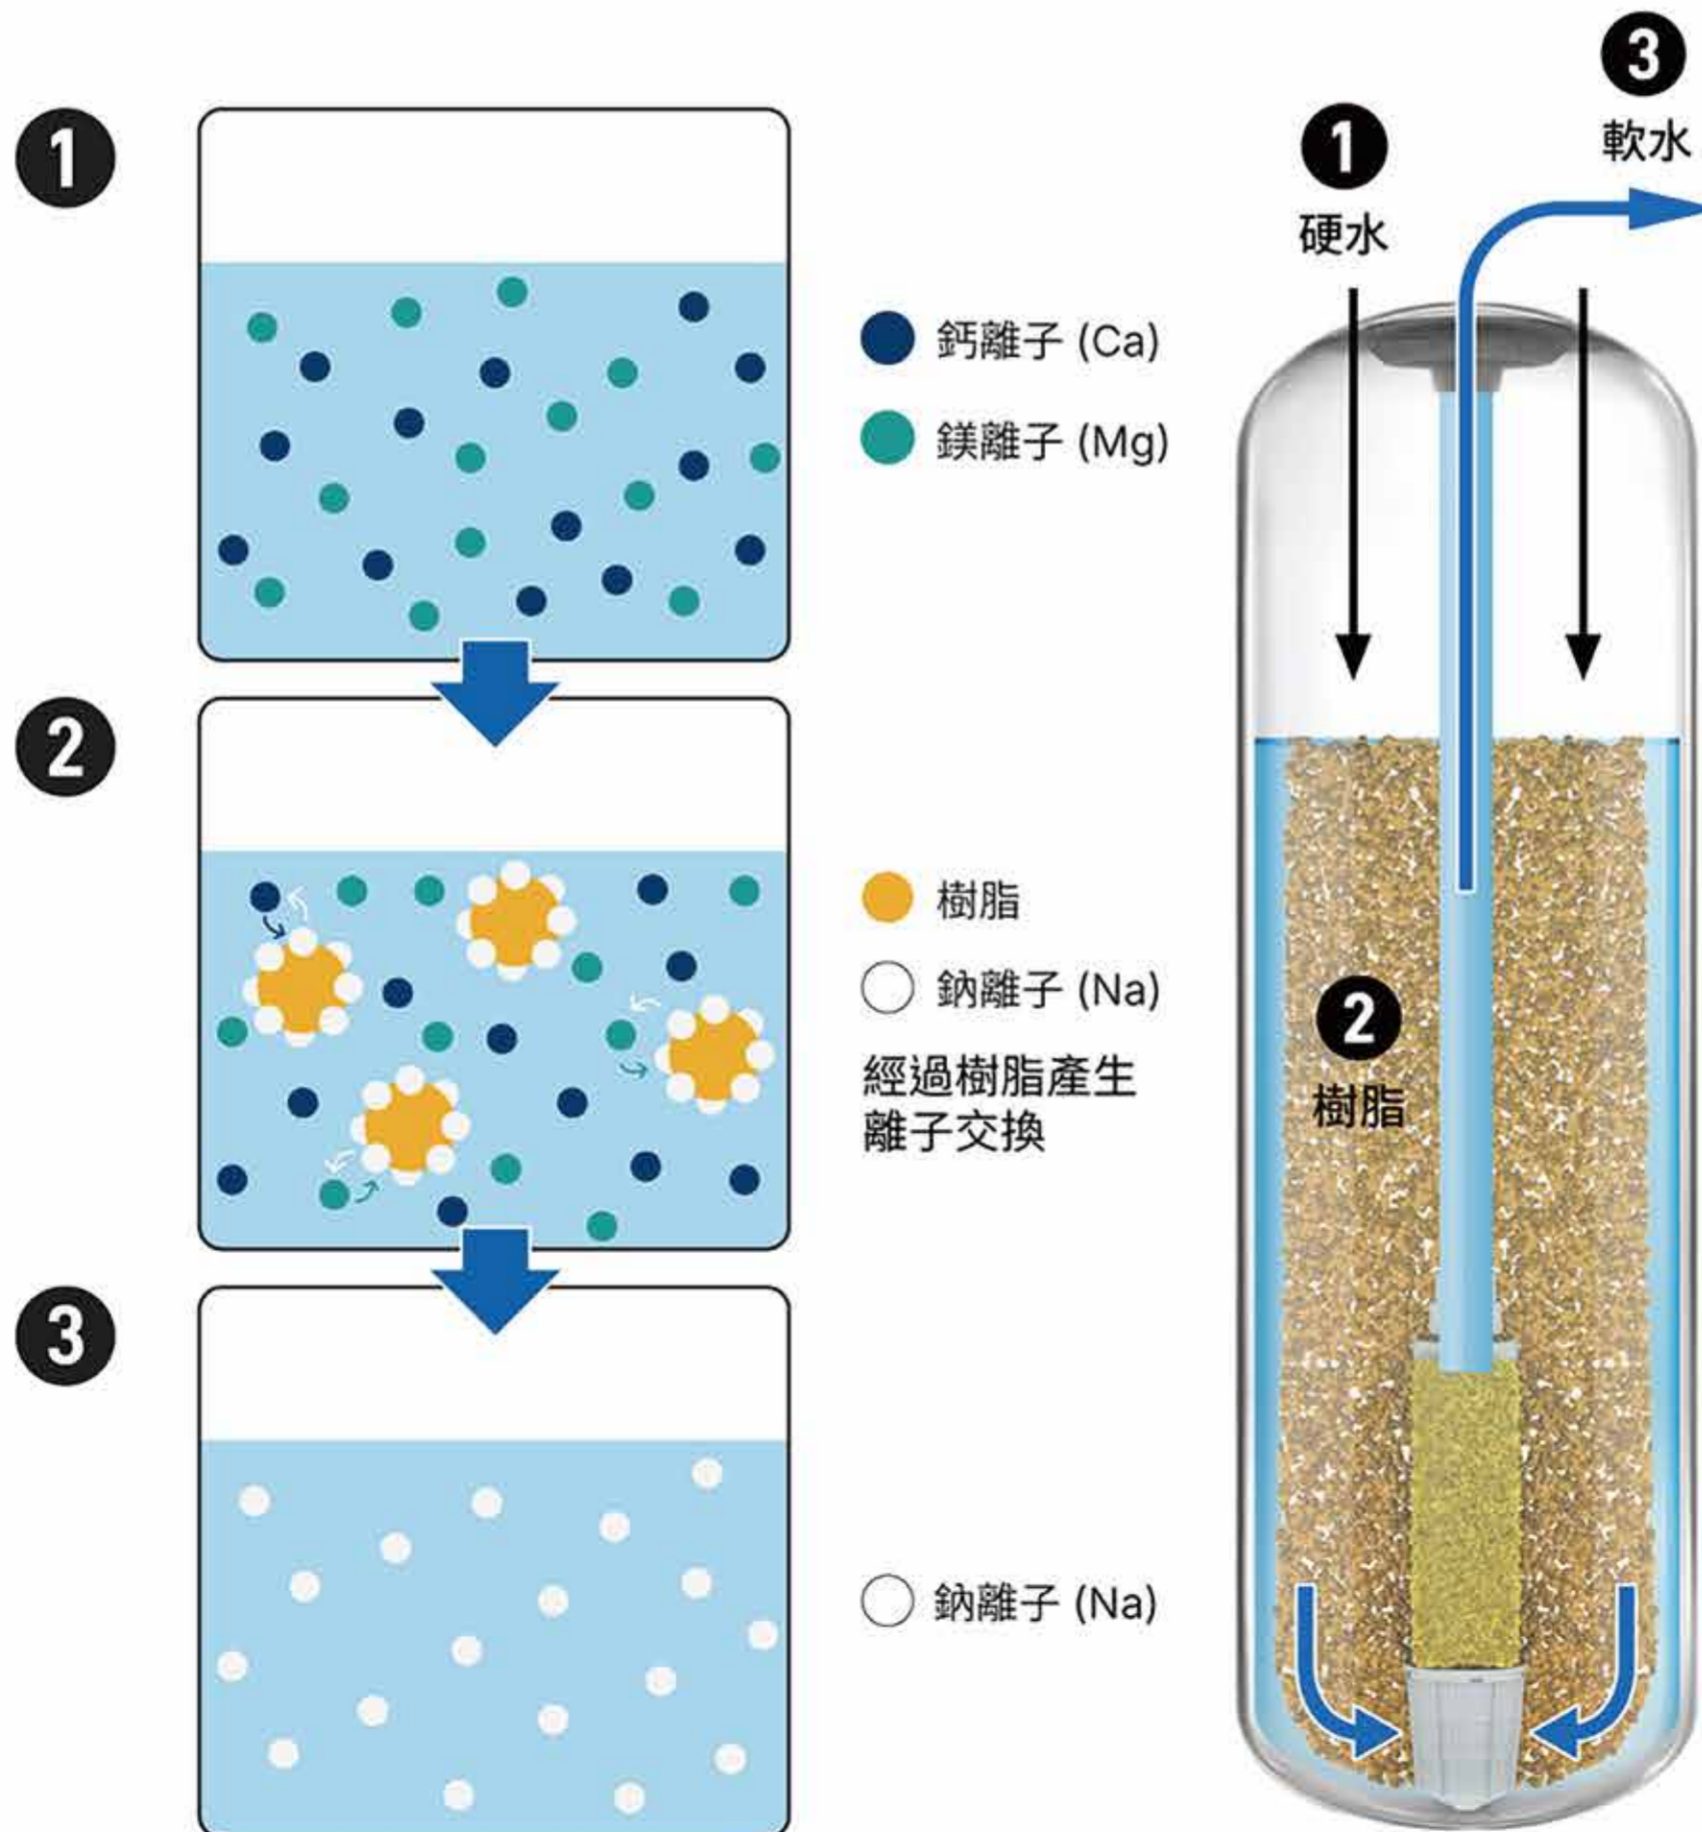 1
鈣離子 (Ca)
鎂離子 (Mg)
2
樹脂
鈉離子 (Na)
經過樹脂產生
離子交換
3
鈉離子 (Na)
1
硬水
3
軟水
2
樹脂